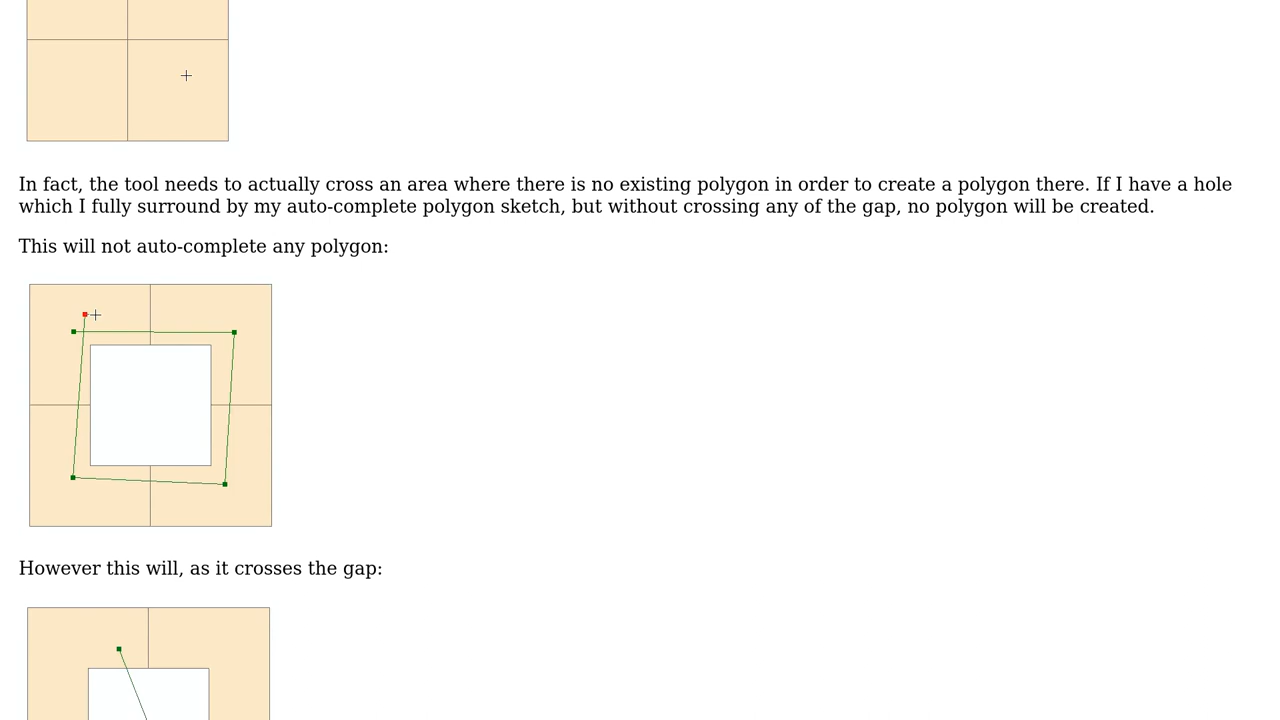 In fact, the tool needs to actually cross an area where there is no existing polygon in order to create a polygon there. If I have a hole
which I fully surround by my auto-complete polygon sketch, but without crossing any of the gap, no polygon will be created.
This will not auto-complete any polygon:
However this will, as it crosses the gap: